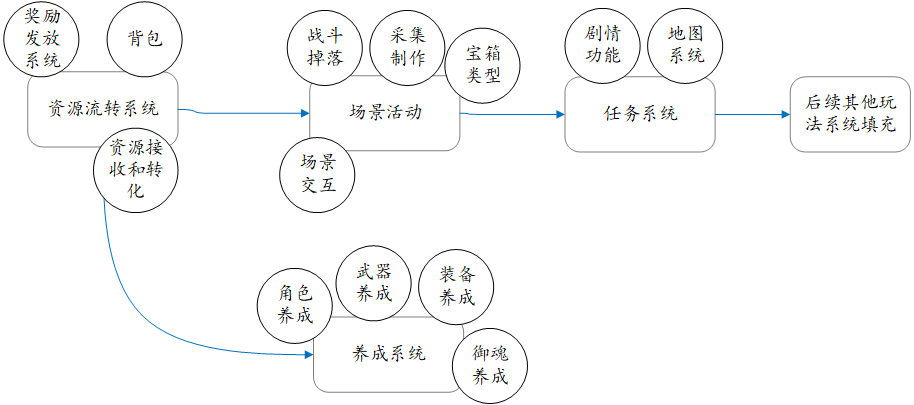 奖励
发放
系统
背包
资源流转系统
资源接
收和转
化
战斗
掉落
采集
制作
宝箱
类型
场景活动
场景
交互
剧情
功能
地图
系统
任务系统
后续其他玩
法系统填充
角色
养成
武器
养成
装备
养成
养成系统
御魂
养成